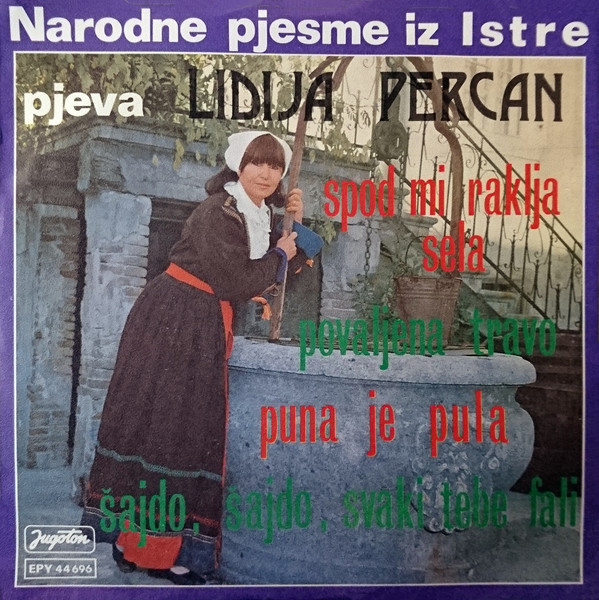 Narodne pjesme iz Istre
pjeva LIDIJA PERCAN
spod mi raklja
sela
povaljena travo
puna je pula
šajdo, šajdo, svaki tebe fali
Jugoton
EPY 44696